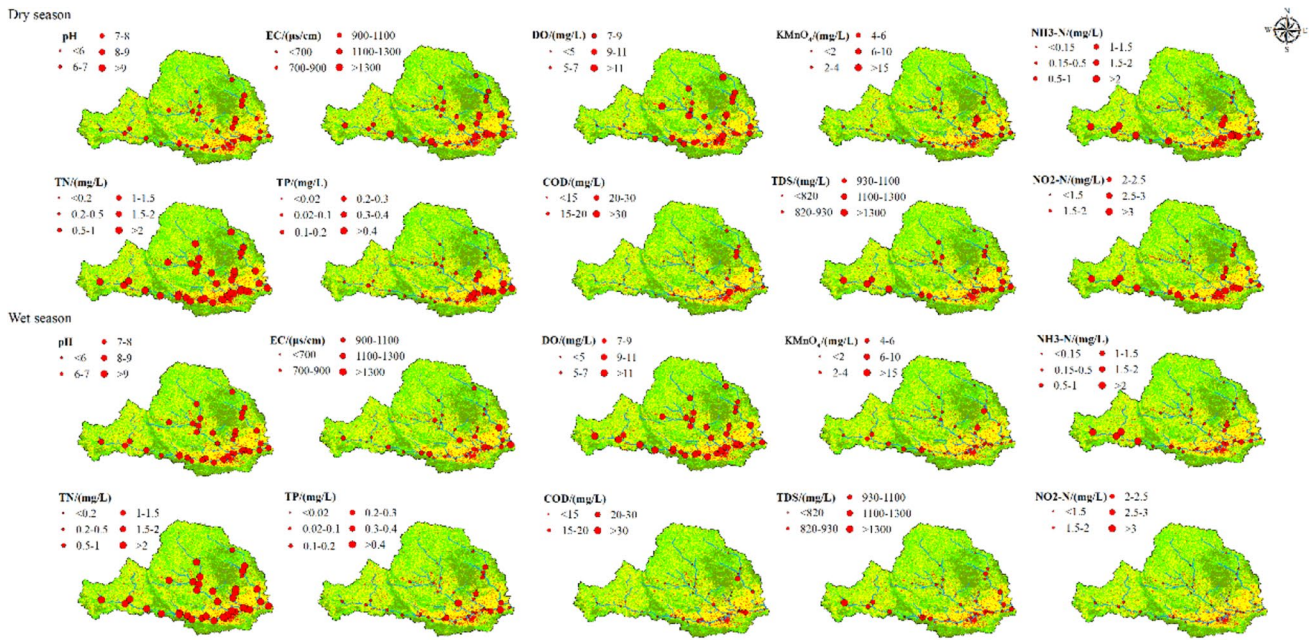 Dry season
N
pH 7-8
<6 8-9
6-7 >9
EC/(μs/cm) 900-1100
<700 1100-1300
700-900 >1300
DO/(mg/L) 7-9
<5 9-11
5-7 >11
KMnO₄/(mg/L) 4-6
<2 6-10
2-4 >15
NH3-N/(mg/L)
<0.15 1-1.5
0.15-0.5 1.5-2
0.5-1 >2
TN/(mg/L)
<0.2 1-1.5
0.2-0.5 1.5-2
0.5-1 >2
TP/(mg/L)
<0.02 0.2-0.3
0.02-0.1 0.3-0.4
0.1-0.2 >0.4
COD/(mg/L)
<15 20-30
15-20 >30
TDS/(mg/L) 930-1100
<820 1100-1300
820-930 >1300
NO2-N/(mg/L) 2-2.5
<1.5 2.5-3
1.5-2 >3
Wet season
pH 7-8
<6 8-9
6-7 >9
EC/(μs/cm) 900-1100
<700 1100-1300
700-900 >1300
DO/(mg/L) 7-9
<5 9-11
5-7 >11
KMnO₄/(mg/L) 4-6
<2 6-10
2-4 >15
NH3-N/(mg/L)
<0.15 1-1.5
0.15-0.5 1.5-2
0.5-1 >2
TN/(mg/L)
<0.2 1-1.5
0.2-0.5 1.5-2
0.5-1 >2
TP/(mg/L)
<0.02 0.2-0.3
0.02-0.1 0.3-0.4
0.1-0.2 >0.4
COD/(mg/L)
<15 20-30
15-20 >30
TDS/(mg/L) 930-1100
<820 1100-1300
820-930 >1300
NO2-N/(mg/L) 2-2.5
<1.5 2.5-3
1.5-2 >3